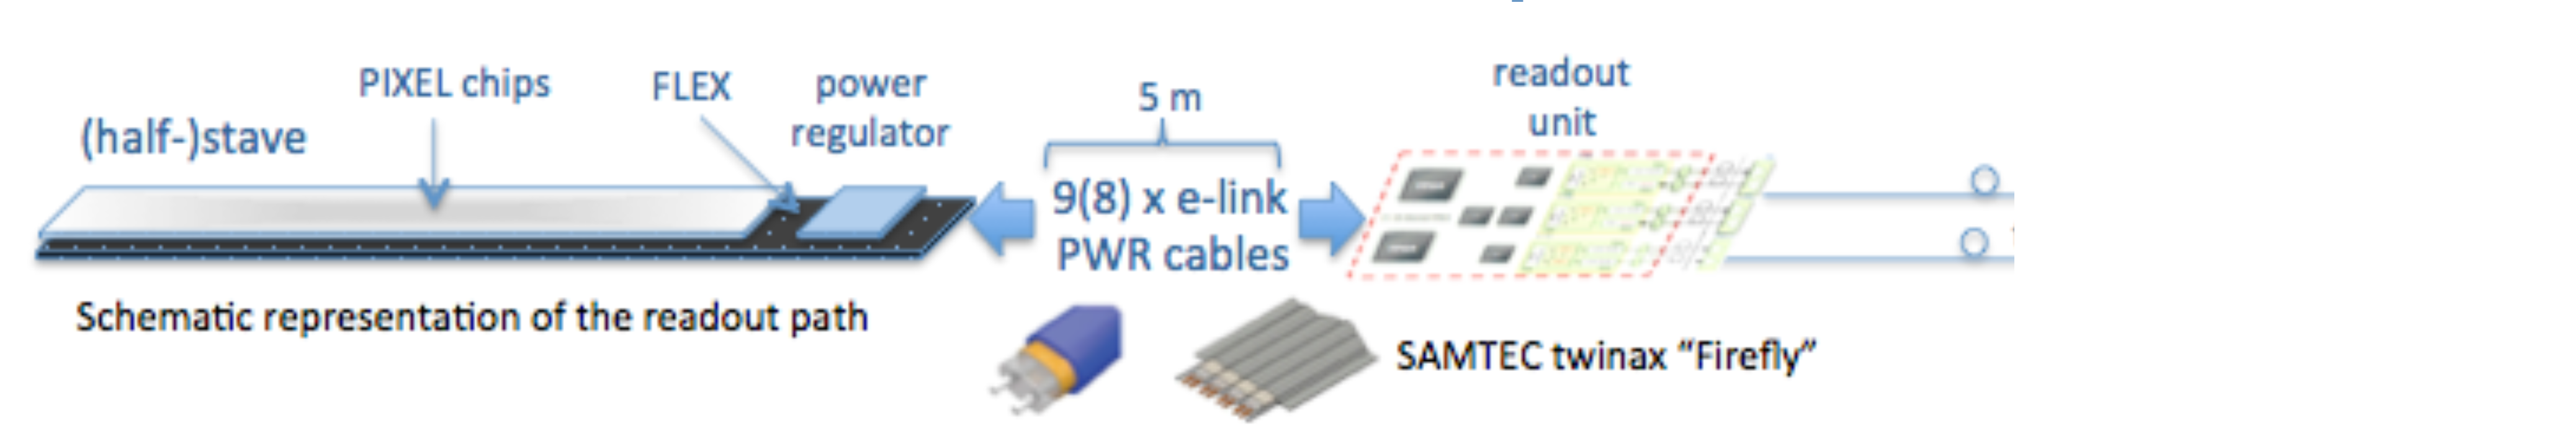 (half-)stave
PIXEL chips
FLEX
power
regulator
5 m
9(8) x e-link
PWR cables
readout
unit
Schematic representation of the readout path
SAMTEC twinax “Firefly”